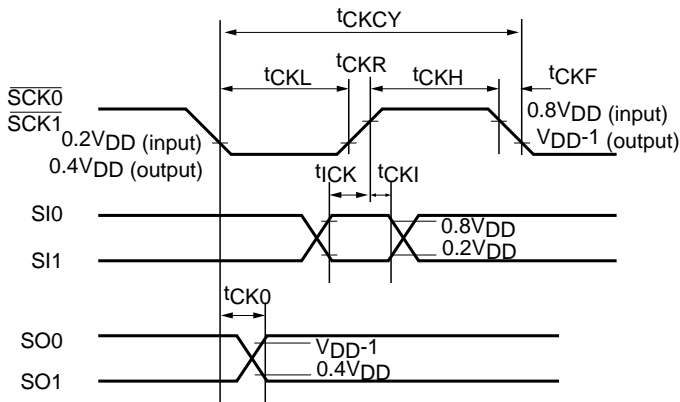 tCKCY
tCKR
tCKL
tCKH
tCKF
SCK0
SCK1
0.8VDD (input)
VDD-1 (output)
0.2VDD (input)
0.4VDD (output)
tICK
tCKI
SI0
SI1
0.8VDD
0.2VDD
tCK0
SO0
SO1
VDD-1
0.4VDD